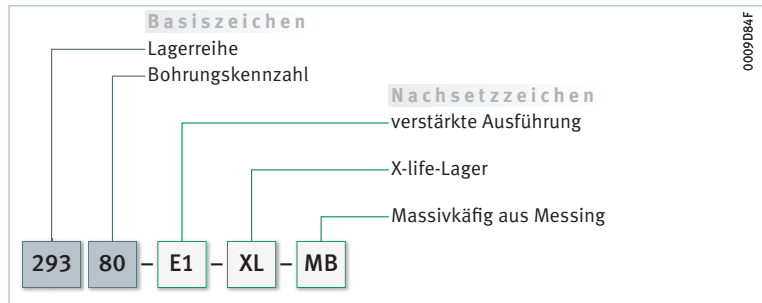 Basiszeichen
Lagerreihe
Bohrungskennzahl
Nachsetzzeichen
verstärkte Ausführung
X-life-Lager
Massivkäfig aus Messing
293 80 – E1 – XL – MB
0009D84F